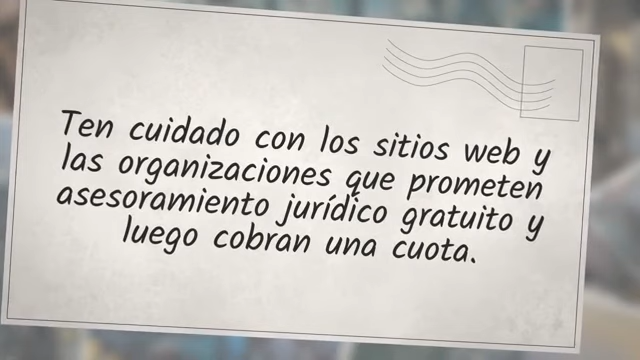 Ten cuidado con los sitios web y
las organizaciones que prometen
asesoramiento jurídico gratuito y
luego cobran una cuota.